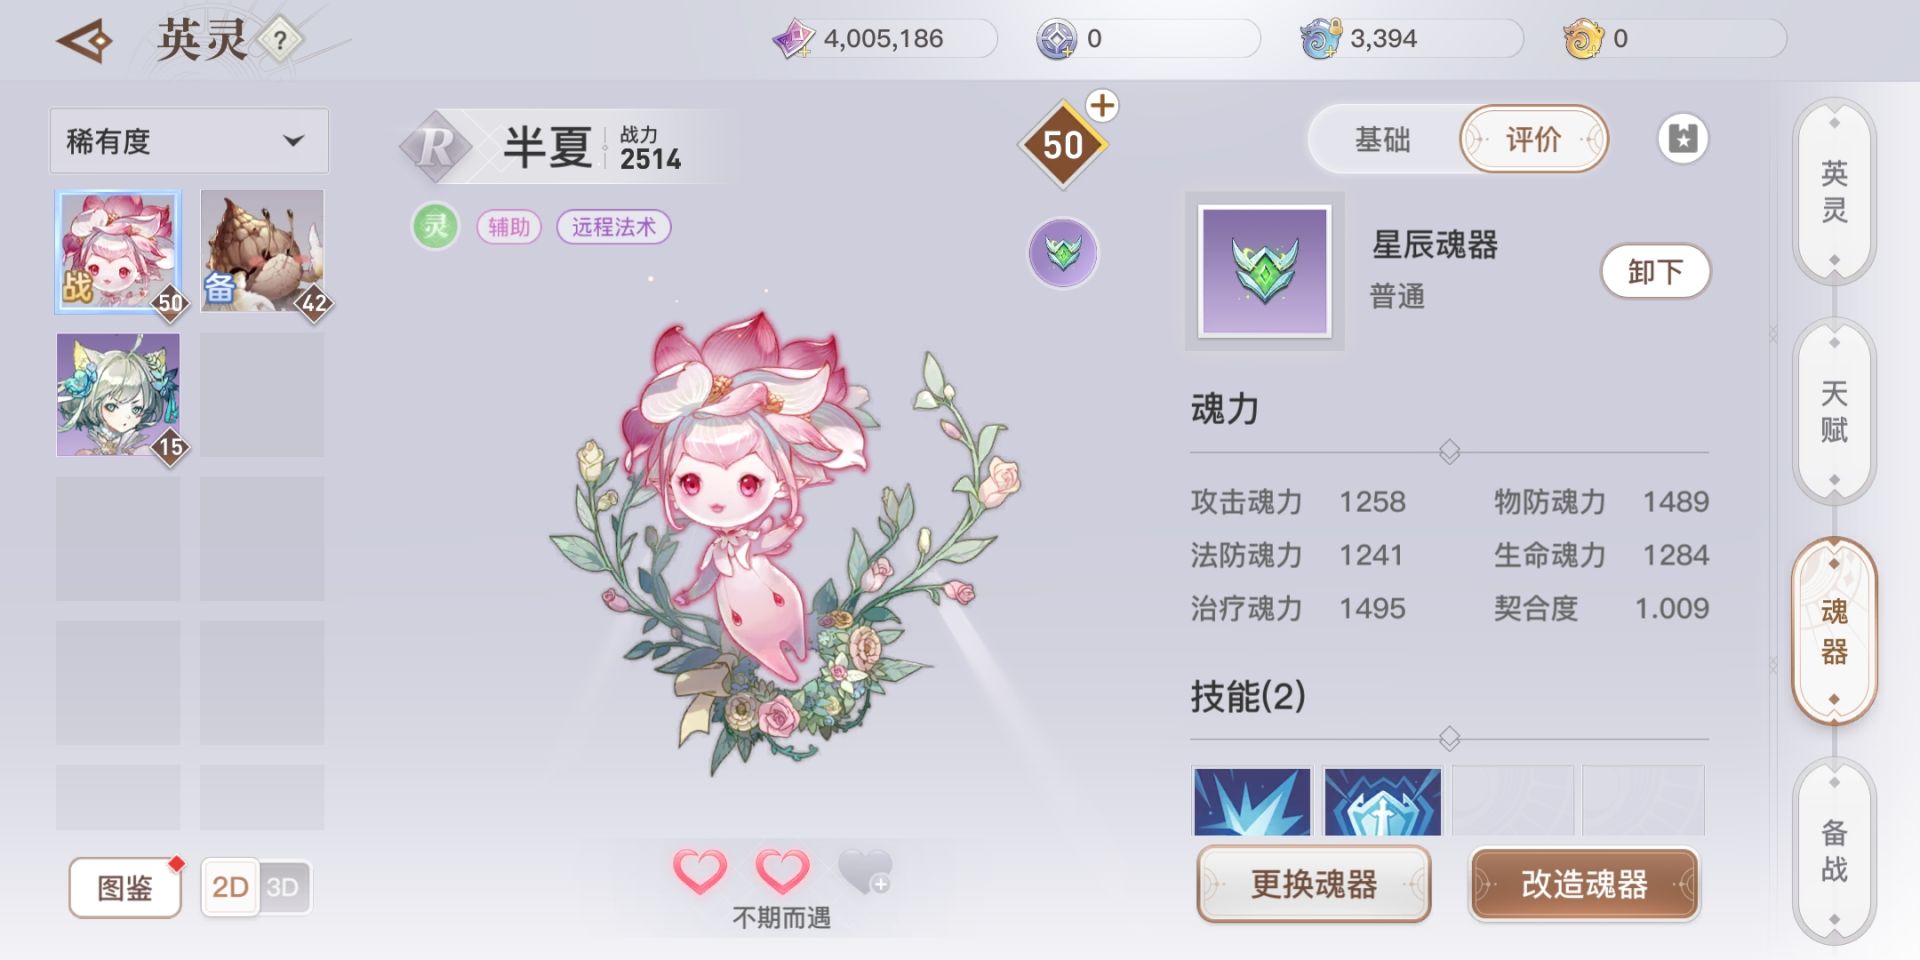 英灵 ?
4,005,186
0
3,394
0
稀有度
战 50
备 42
15
图鉴
2D 3D
R 半夏 战力 2514
灵 辅助 远程法术
50
不期而遇
基础 评价
星辰魂器
普通
卸下
魂力
攻击魂力 1258 物防魂力 1489
法防魂力 1241 生命魂力 1284
治疗魂力 1495 契合度 1.009
技能(2)
更换魂器 改造魂器
英灵
天赋
魂器
备战